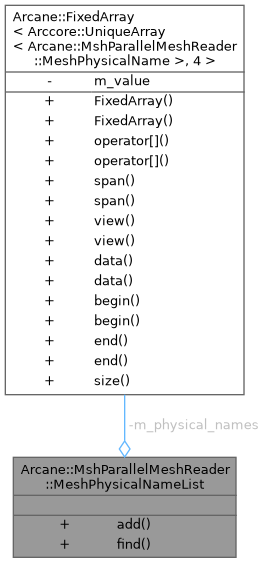 Arcane::FixedArray
< Arccore::UniqueArray
< Arcane::MshParallelMeshReader
::MeshPhysicalName >, 4 >
- m_value
+ FixedArray()
+ FixedArray()
+ operator[]()
+ operator[]()
+ span()
+ span()
+ view()
+ view()
+ data()
+ data()
+ begin()
+ begin()
+ end()
+ end()
+ size()
-m_physical_names
Arcane::MshParallelMeshReader
::MeshPhysicalNameList
+ add()
+ find()